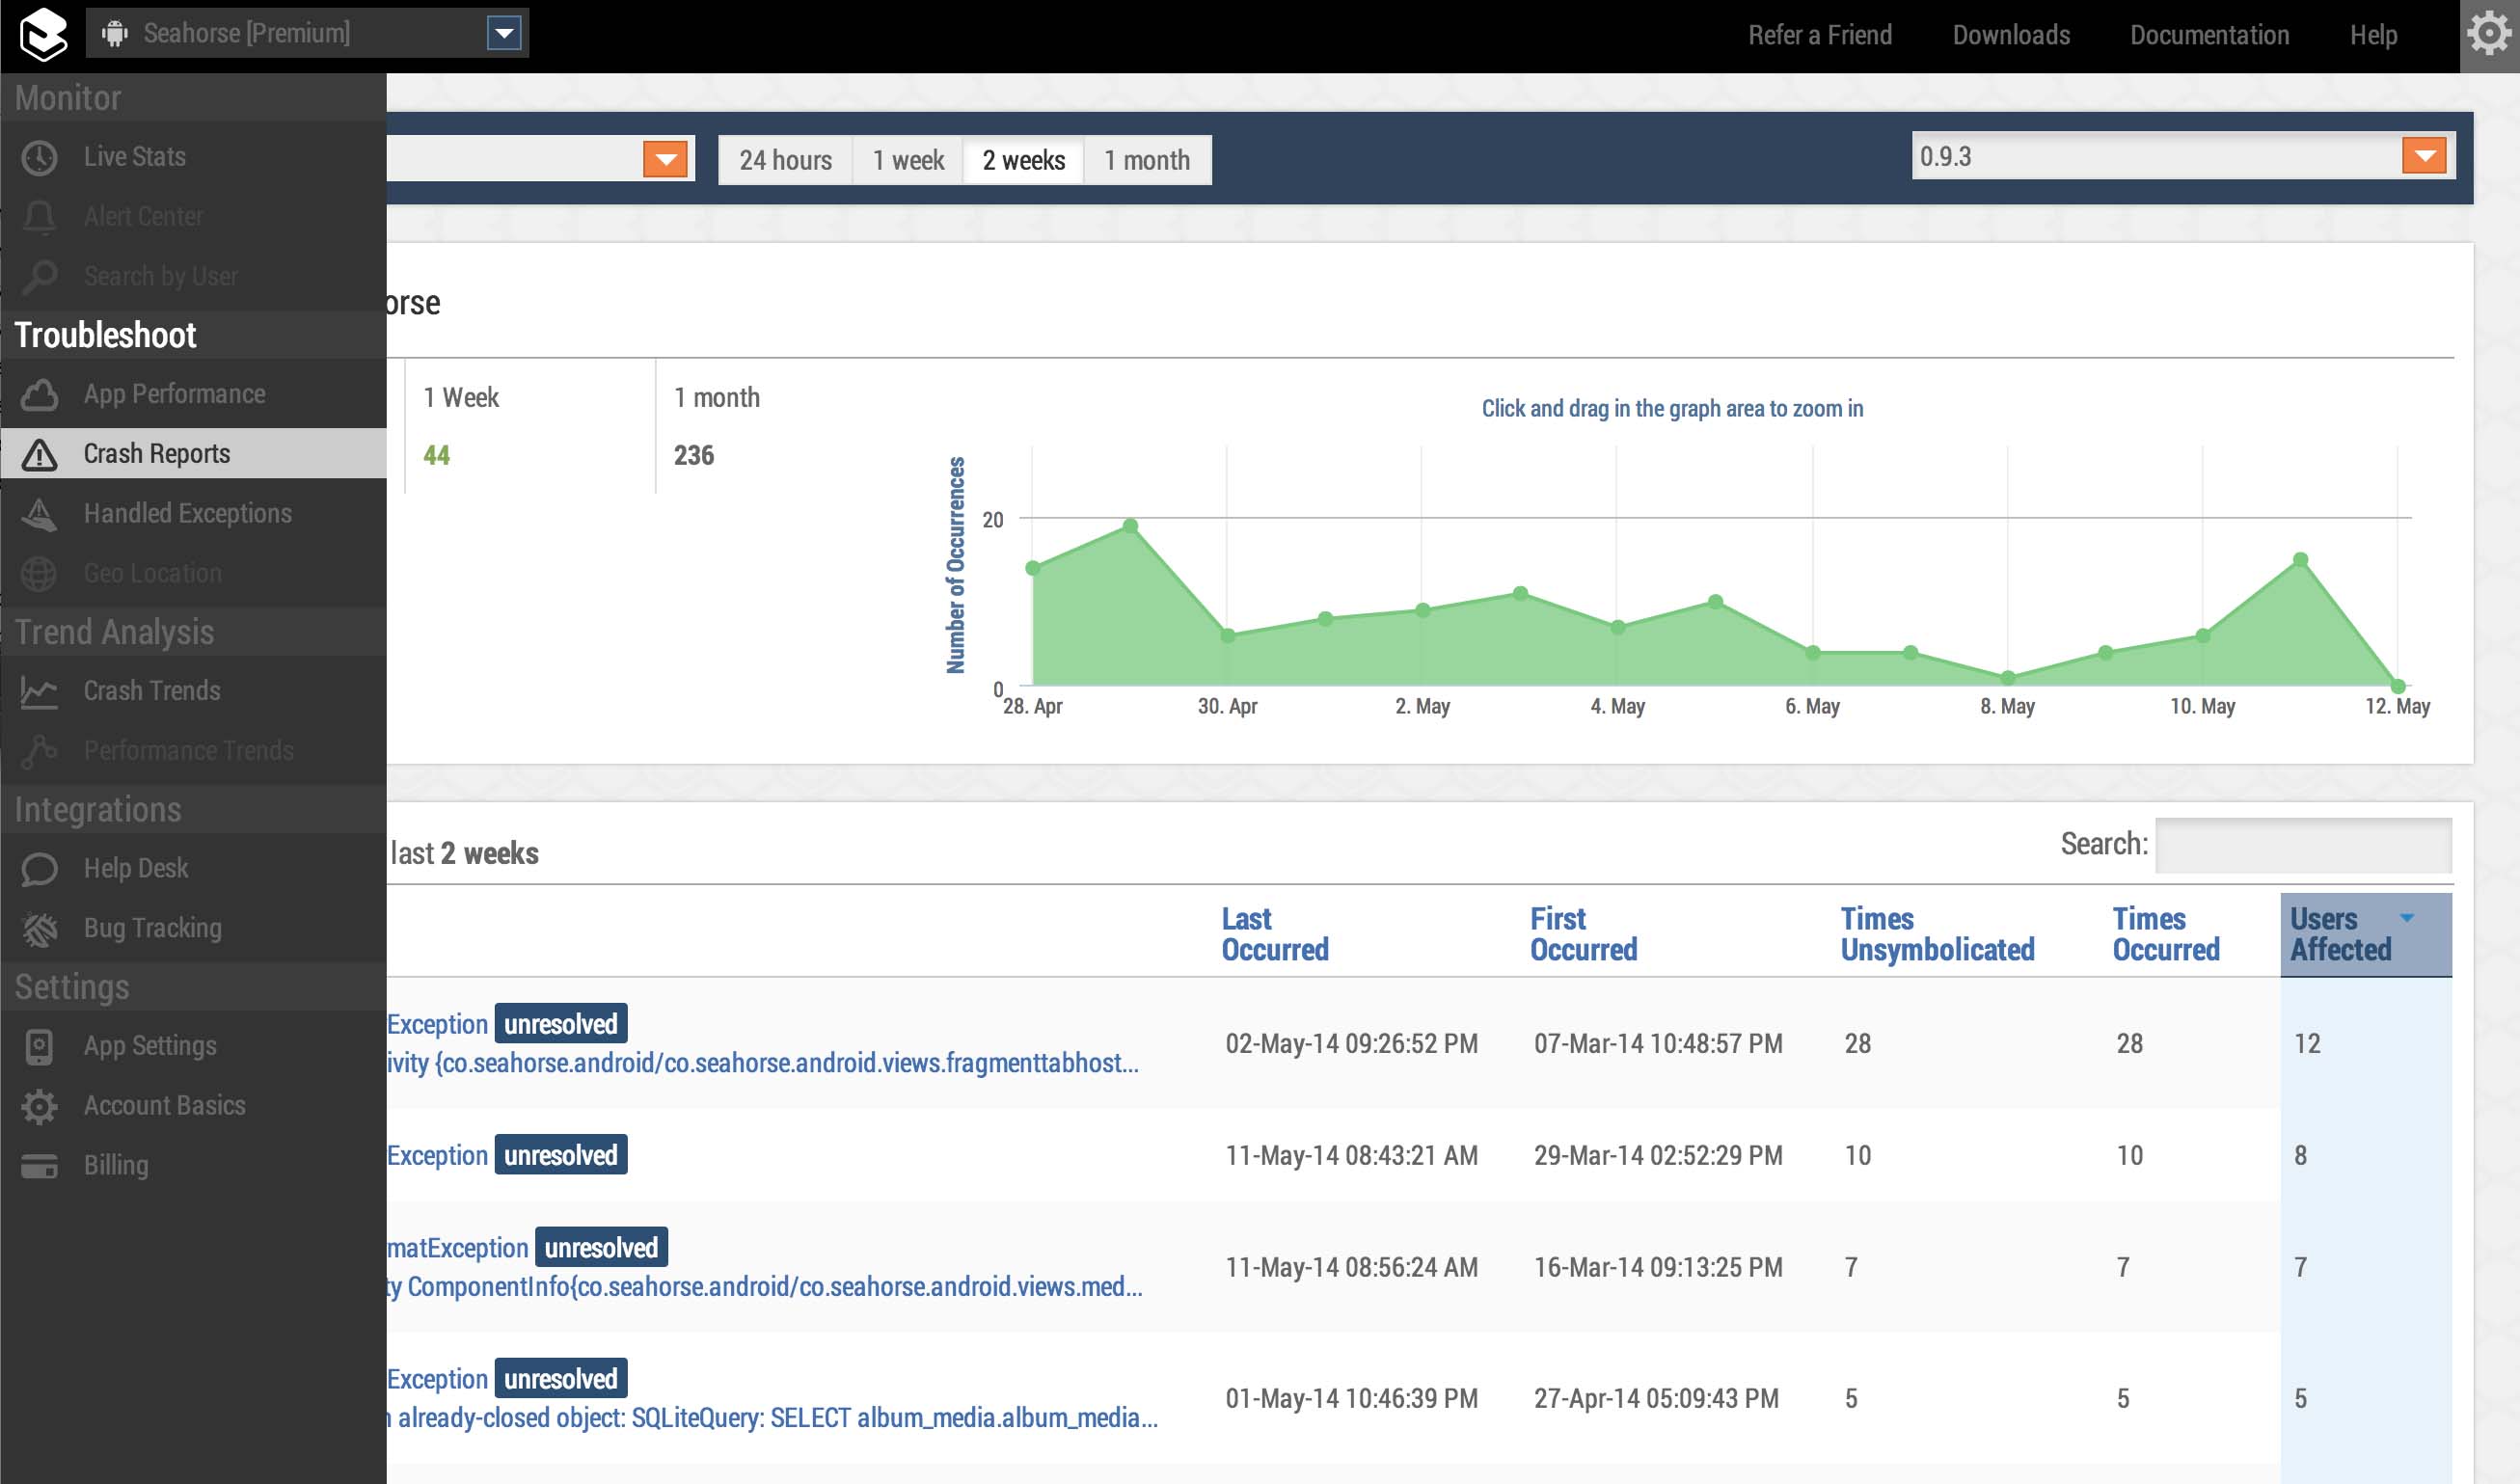 Seahorse [Premium]
Refer a Friend
Downloads
Documentation
Help
Monitor
Live Stats
Alert Center
Search by User
Troubleshoot
App Performance
Crash Reports
Handled Exceptions
Geo Location
Trend Analysis
Crash Trends
Performance Trends
Integrations
Help Desk
Bug Tracking
Settings
App Settings
Account Basics
Billing
24 hours
1 week
2 weeks
1 month
0.9.3
orse
1 Week
44
1 month
236
Click and drag in the graph area to zoom in
Number of Occurrences
20
0
28. Apr
30. Apr
2. May
4. May
6. May
8. May
10. May
12. May
last 2 weeks
Search:
Last
Occurred
First
Occurred
Times
Unsymbolicated
Times
Occurred
Users
Affected
Exception unresolved
ivity {co.seahorse.android/co.seahorse.android.views.fragmenttabhost...
02-May-14 09:26:52 PM
07-Mar-14 10:48:57 PM
28
28
12
Exception unresolved
11-May-14 08:43:21 AM
29-Mar-14 02:52:29 PM
10
10
8
matException unresolved
ty ComponentInfo{co.seahorse.android/co.seahorse.android.views.med...
11-May-14 08:56:24 AM
16-Mar-14 09:13:25 PM
7
7
7
Exception unresolved
already-closed object: SQLiteQuery: SELECT album_media.album_media...
01-May-14 10:46:39 PM
27-Apr-14 05:09:43 PM
5
5
5